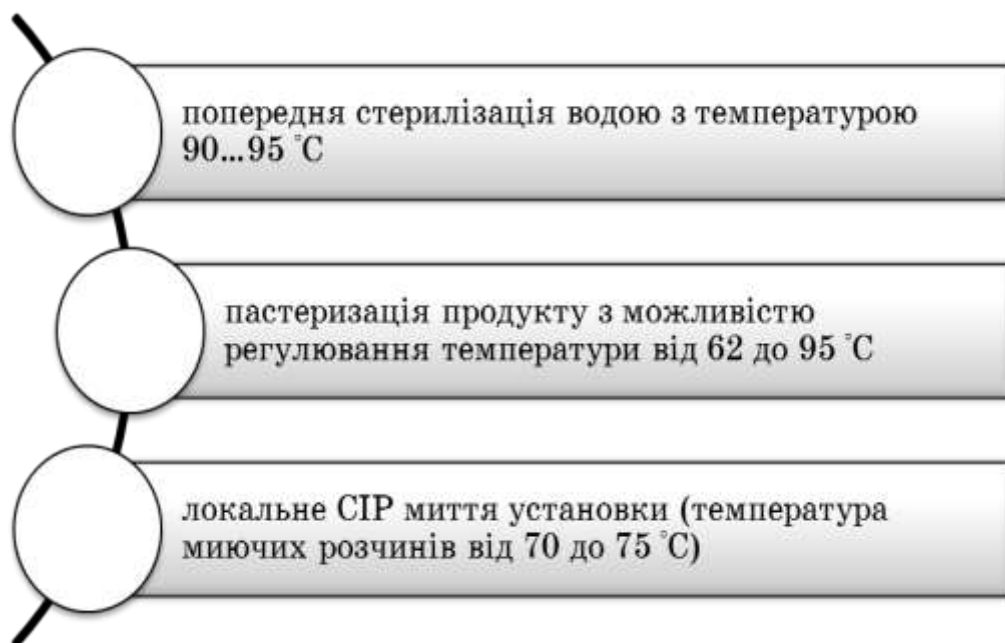 попередня стерилізація водою з температурою
90...95 °С
пастеризація продукту з можливістю
регулювання температури від 62 до 95 °С
локальне СІР миття установки (температура
миючих розчинів від 70 до 75 °С)